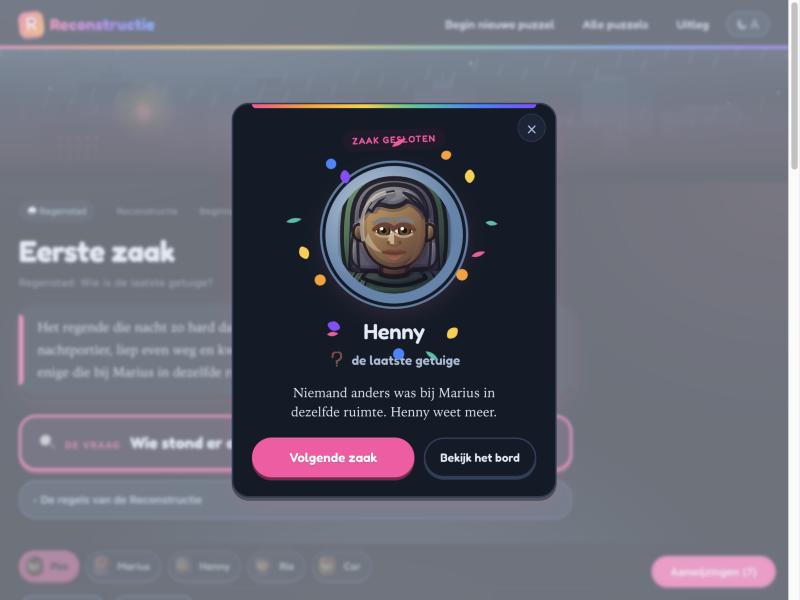 R Reconstructie
Begin nieuwe puzzel
Alle puzzels
Uitleg
A
ZAAK GESLOTEN
×
Regenstad
Reconstructie
Eerste zaak
Regenstad: Wie is de laatste getuige?
Het regende die nacht zo hard
nachtportier, liep even weg en
enige die bij Marius in dezelfde
DE VRAAG Wie stond er
De regels van de Reconstructie
Henny
? de laatste getuige
Niemand anders was bij Marius in
dezelfde ruimte. Henny weet meer.
Volgende zaak
Bekijk het bord
Marius
Henny
Ria
Cor
Aanwijzingen (7)